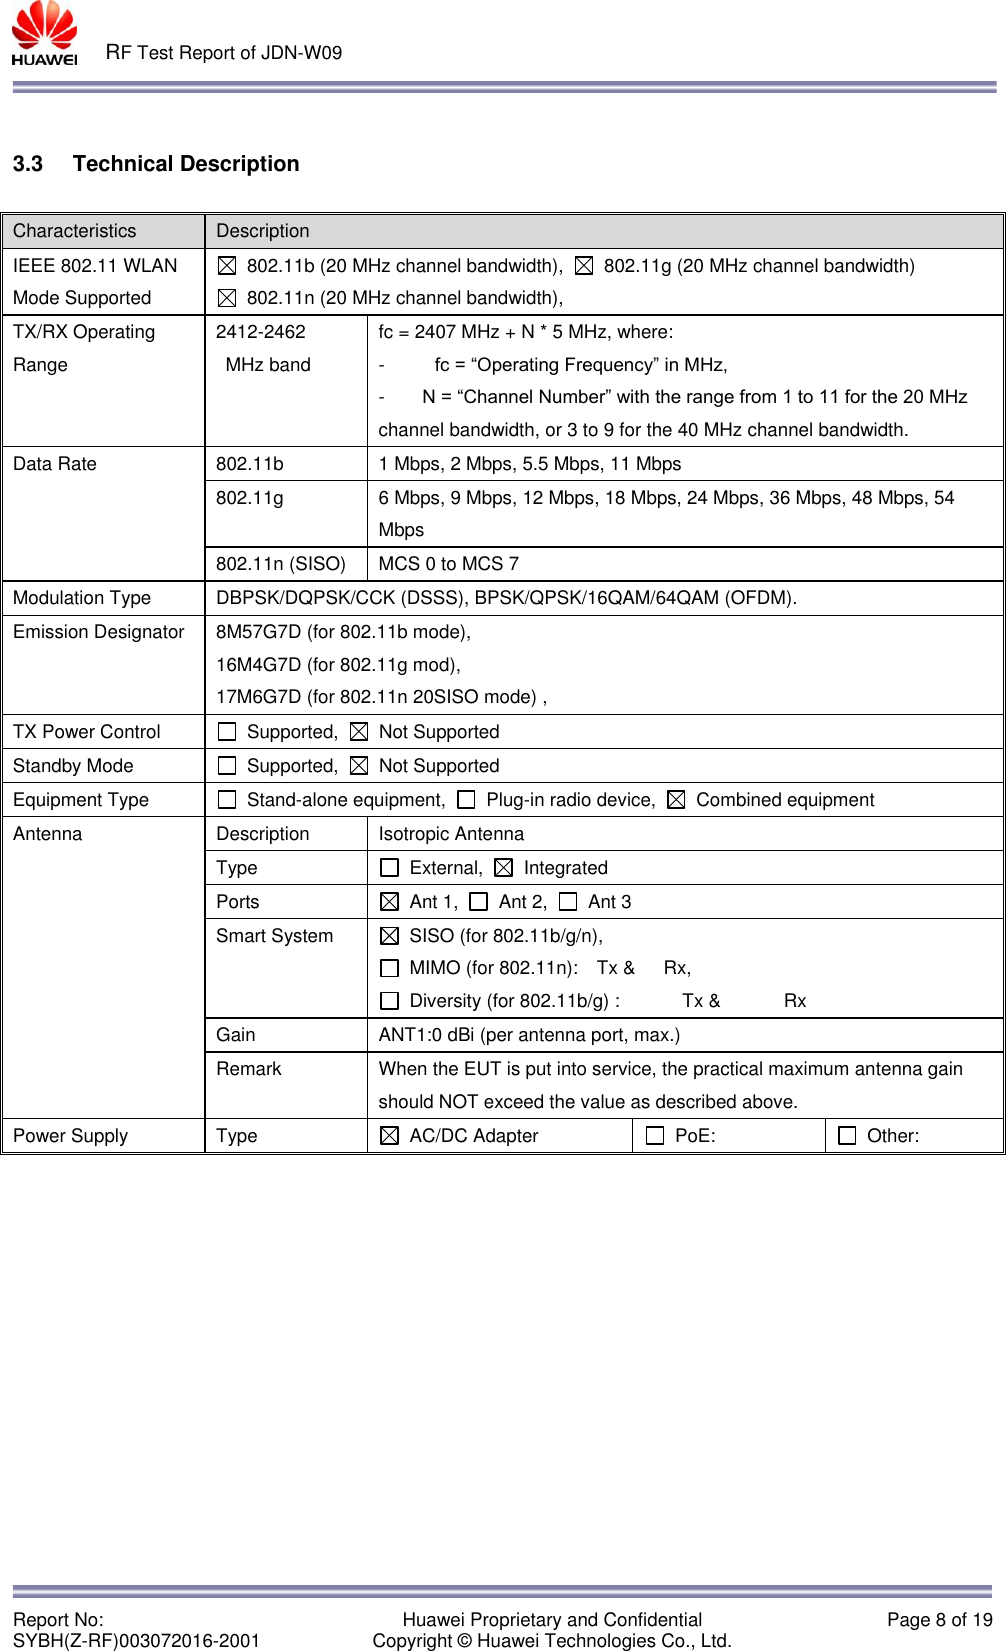 HUAWEI
RF Test Report of JDN-W09
3.3 Technical Description
Characteristics Description
IEEE 802.11 WLAN
Mode Supported
☒ 802.11b (20 MHz channel bandwidth), ☒ 802.11g (20 MHz channel bandwidth)
☒ 802.11n (20 MHz channel bandwidth),
TX/RX Operating
Range
2412-2462
MHz band
fc = 2407 MHz + N * 5 MHz, where:
- fc = “Operating Frequency” in MHz,
- N = “Channel Number” with the range from 1 to 11 for the 20 MHz
channel bandwidth, or 3 to 9 for the 40 MHz channel bandwidth.
Data Rate 802.11b 1 Mbps, 2 Mbps, 5.5 Mbps, 11 Mbps
802.11g 6 Mbps, 9 Mbps, 12 Mbps, 18 Mbps, 24 Mbps, 36 Mbps, 48 Mbps, 54
Mbps
802.11n (SISO) MCS 0 to MCS 7
Modulation Type DBPSK/DQPSK/CCK (DSSS), BPSK/QPSK/16QAM/64QAM (OFDM).
Emission Designator 8M57G7D (for 802.11b mode),
16M4G7D (for 802.11g mod),
17M6G7D (for 802.11n 20SISO mode) ,
TX Power Control ☐ Supported, ☒ Not Supported
Standby Mode ☐ Supported, ☒ Not Supported
Equipment Type ☐ Stand-alone equipment, ☐ Plug-in radio device, ☒ Combined equipment
Antenna Description Isotropic Antenna
Type ☐ External, ☒ Integrated
Ports ☒ Ant 1, ☐ Ant 2, ☐ Ant 3
Smart System ☒ SISO (for 802.11b/g/n),
☐ MIMO (for 802.11n): Tx & Rx,
☐ Diversity (for 802.11b/g) : Tx & Rx
Gain ANT1:0 dBi (per antenna port, max.)
Remark When the EUT is put into service, the practical maximum antenna gain
should NOT exceed the value as described above.
Power Supply Type ☒ AC/DC Adapter ☐ PoE: ☐ Other:
Report No:
SYBH(Z-RF)003072016-2001
Huawei Proprietary and Confidential
Copyright © Huawei Technologies Co., Ltd.
Page 8 of 19